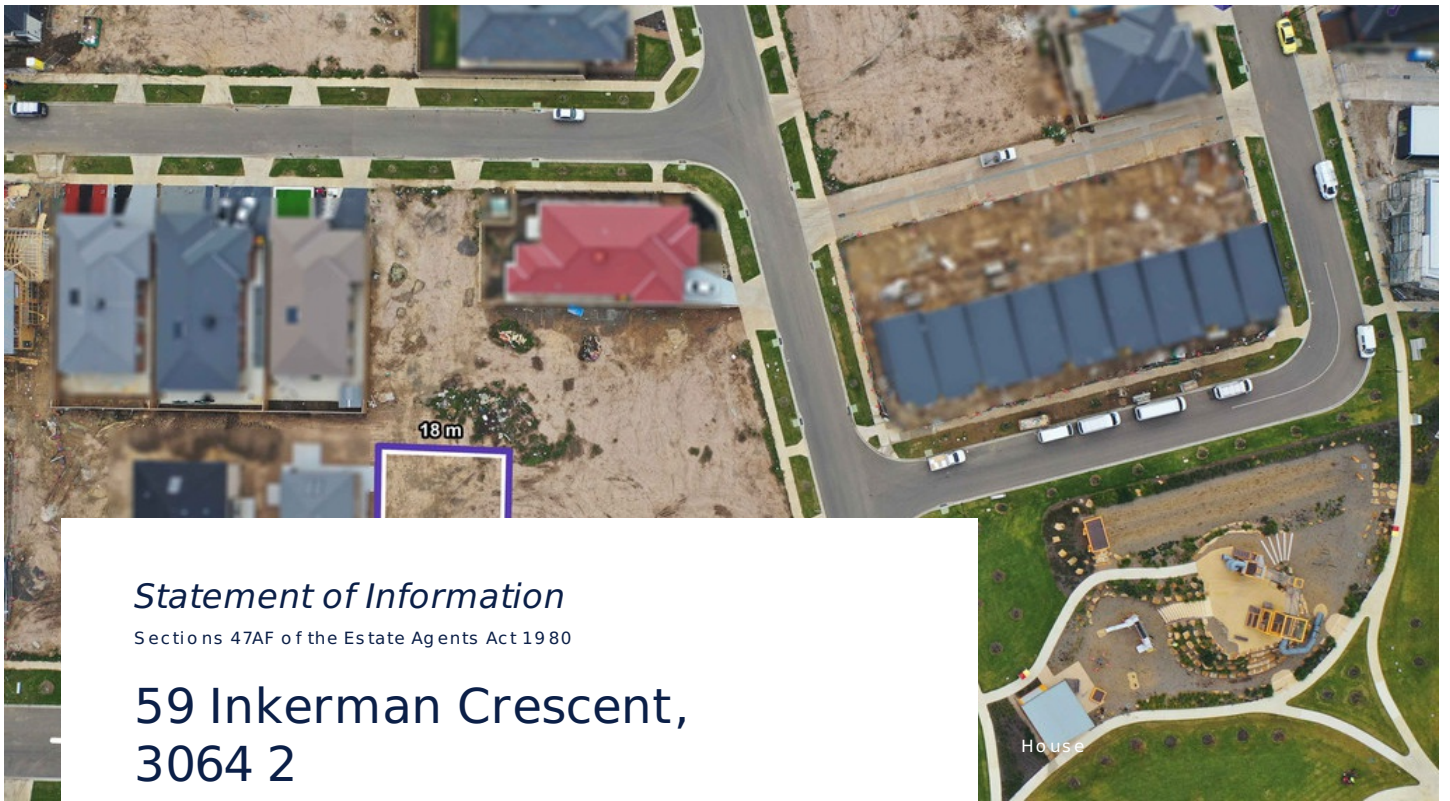 18 m
Statement of Information
Sections 47AF of the Estate Agents Act 1980
59 Inkerman Crescent,
3064 2
House